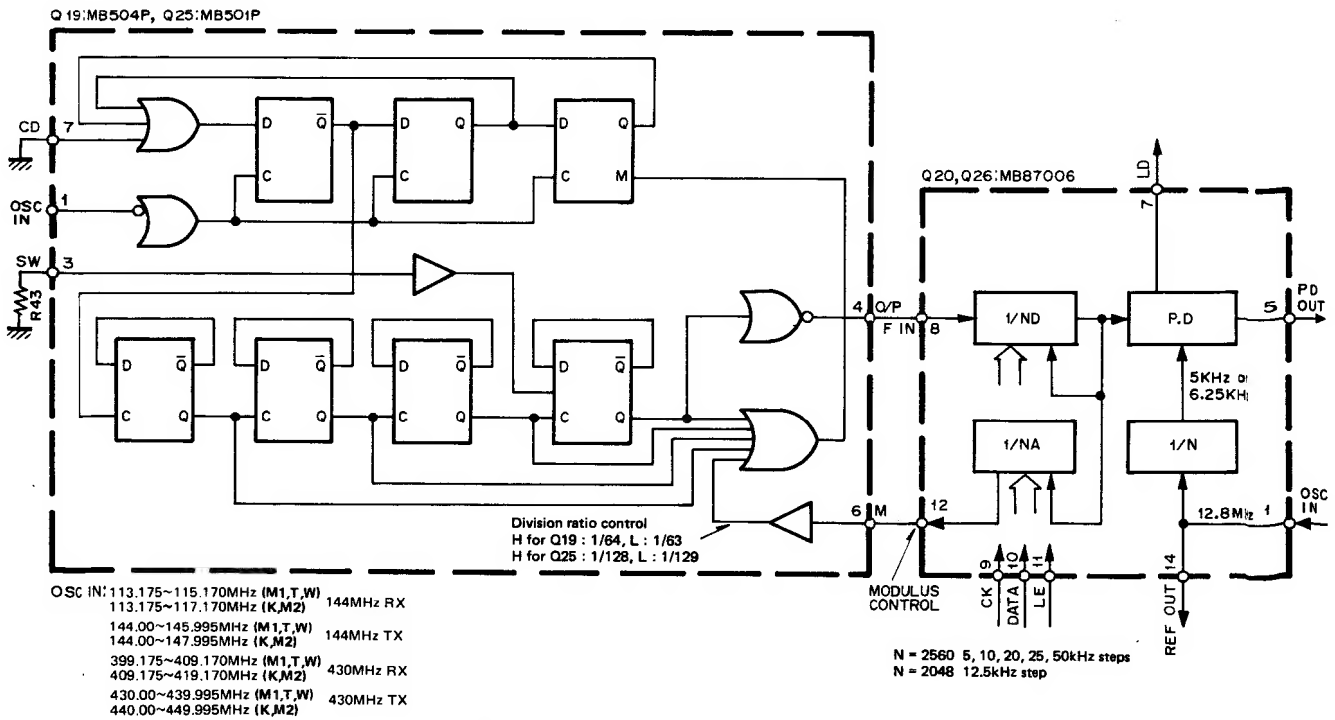 Q19:MB504P, Q25:MB501P
CD
7
D
Q̅
D
Q
D
Q
C
C
C
M
OSC IN
1
SW
3
R43
D
Q̅
D
Q̅
D
Q̅
D
Q̅
C
Q
C
Q
C
Q
C
Q
4
O/P
F IN
8
6
M
12
Division ratio control
H for Q19 : 1/64, L : 1/63
H for Q25 : 1/128, L : 1/129
MODULUS
CONTROL
Q20,Q26:MB87006
LD
7
1/ND
P.D
5
PD
OUT
5KHz
6.25KHz
1/NA
1/N
12.8MHz
1
OSC
IN
CK
9
DATA
10
LE
11
REF OUT
14
N = 2560 5, 10, 20, 25, 50kHz steps
N = 2048 12.5kHz step
OSC IN: 113.175~115.170MHz (M1,T,W)
113.175~117.170MHz (K,M2)
144MHz RX
144.00~145.995MHz (M1,T,W)
144.00~147.995MHz (K,M2)
144MHz TX
399.175~409.170MHz (M1,T,W)
409.175~419.170MHz (K,M2)
430MHz RX
430.00~439.995MHz (M1,T,W)
440.00~449.995MHz (K,M2)
430MHz TX